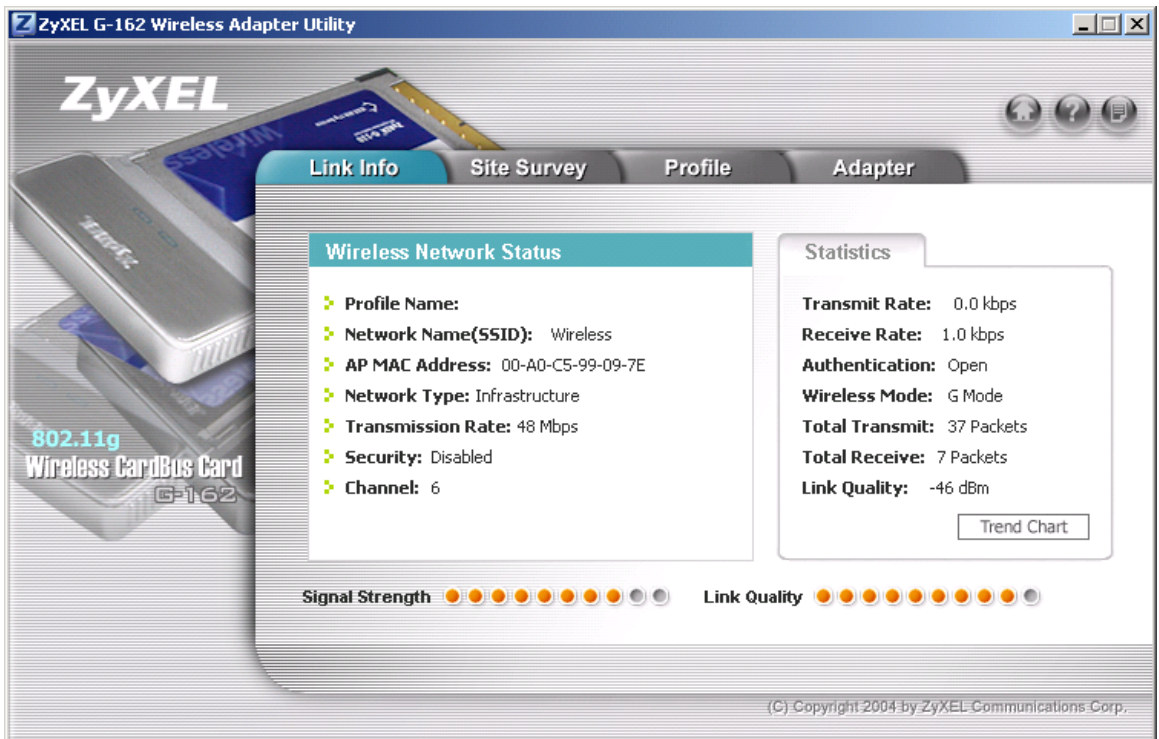 ZyXEL G-162 Wireless Adapter Utility
ZyXEL
Link Info
Site Survey
Profile
Adapter
Wireless
ZyXEL
Wireless Network Status
Profile Name:
Network Name(SSID): Wireless
AP MAC Address: 00-A0-C5-99-09-7E
Network Type: Infrastructure
Transmission Rate: 48 Mbps
Security: Disabled
Channel: 6
Statistics
Transmit Rate: 0.0 kbps
Receive Rate: 1.0 kbps
Authentication: Open
Wireless Mode: G Mode
Total Transmit: 37 Packets
Total Receive: 7 Packets
Link Quality: -46 dBm
Trend Chart
802.11g
Wireless CardBus Card
G-162
Signal Strength
Link Quality
(C) Copyright 2004 by ZyXEL Communications Corp.